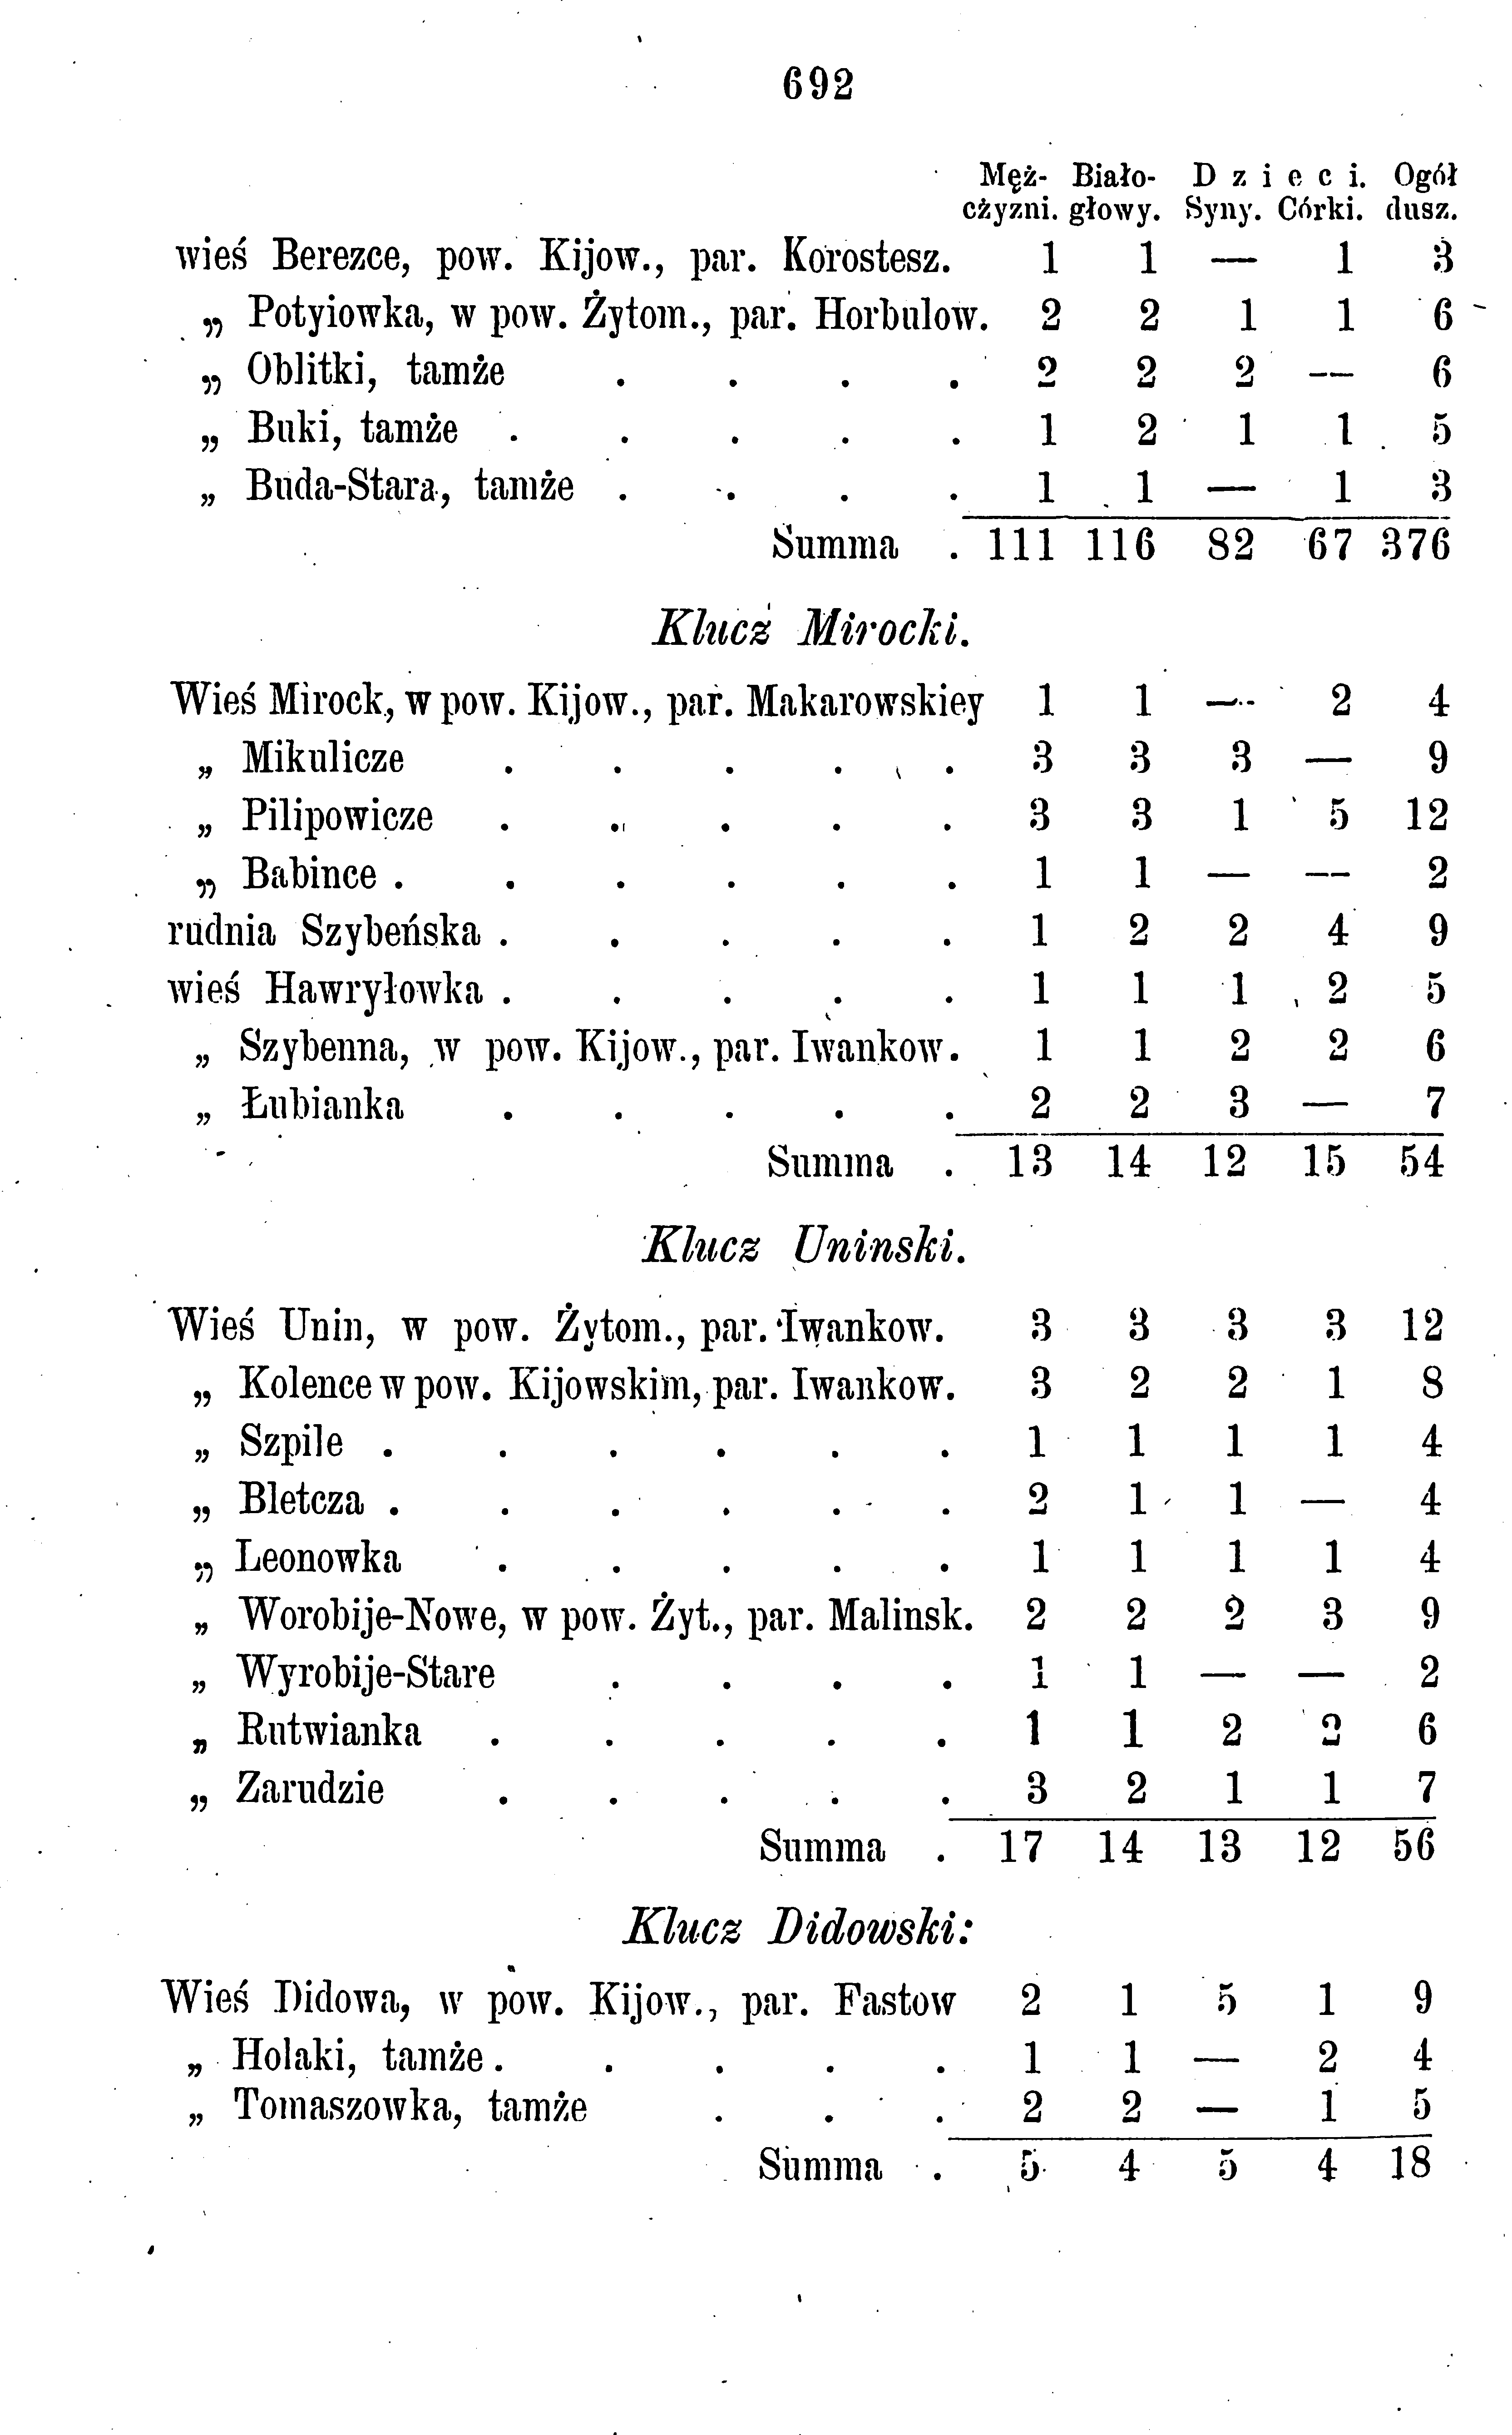 692
Męż- Biało- D z i e c i. Ogół
cżyzni. głowy. Syny. Córki. dusz.
wieś Berezce, pow. Kijow., par. Korostesz. 1 1 — 1 3
„ Potyiowka, w pow. Żytom., par. Horbulow. 2 2 1 1 6
„ Oblitki, tamże . . . . 2 2 2 — 6
„ Buki, tamże . . . . . 1 2 1 1 5
„ Buda-Stara, tamże . . . . 1 1 — 1 3
Summa . 111 116 82 67 376
Klucz Mirocki.
Wieś Mirock, w pow. Kijow., par. Makarowskiey 1 1 — 2 4
„ Mikulicze . . . . . 3 3 3 — 9
„ Pilipowicze . . . . . 3 3 1 5 12
„ Babince . . . . . . 1 1 — — 2
rudnia Szybeńska . . . . . 1 2 2 4 9
wieś Hawryłowka . . . . . 1 1 1 2 5
„ Szybenna, w pow. Kijow., par. Iwankow. 1 1 2 2 6
„ Łubianka . . . . . 2 2 3 — 7
Summa . 13 14 12 15 54
Klucz Uninski.
Wieś Unin, w pow. Żytom., par. Iwankow. 3 3 3 3 12
„ Kolence w pow. Kijowskim, par. Iwankow. 3 2 2 1 8
„ Szpile . . . . . . 1 1 1 1 4
„ Bletcza . . . . . . 2 1 1 — 4
„ Leonowka . . . . . 1 1 1 1 4
„ Worobije-Nowe, w pow. Żyt., par. Malinsk. 2 2 2 3 9
„ Wyrobije-Stare . . . . 1 1 — — 2
„ Rutwianka . . . . . 1 1 2 2 6
„ Zarudzie . . . . . 3 2 1 1 7
Summa . 17 14 13 12 56
Klucz Didowski:
Wieś Didowa, w pow. Kijow., par. Fastow 2 1 5 1 9
„ Holaki, tamże . . . . . 1 1 — 2 4
„ Tomaszowka, tamże . . . 2 2 — 1 5
Summa . 5 4 5 4 18